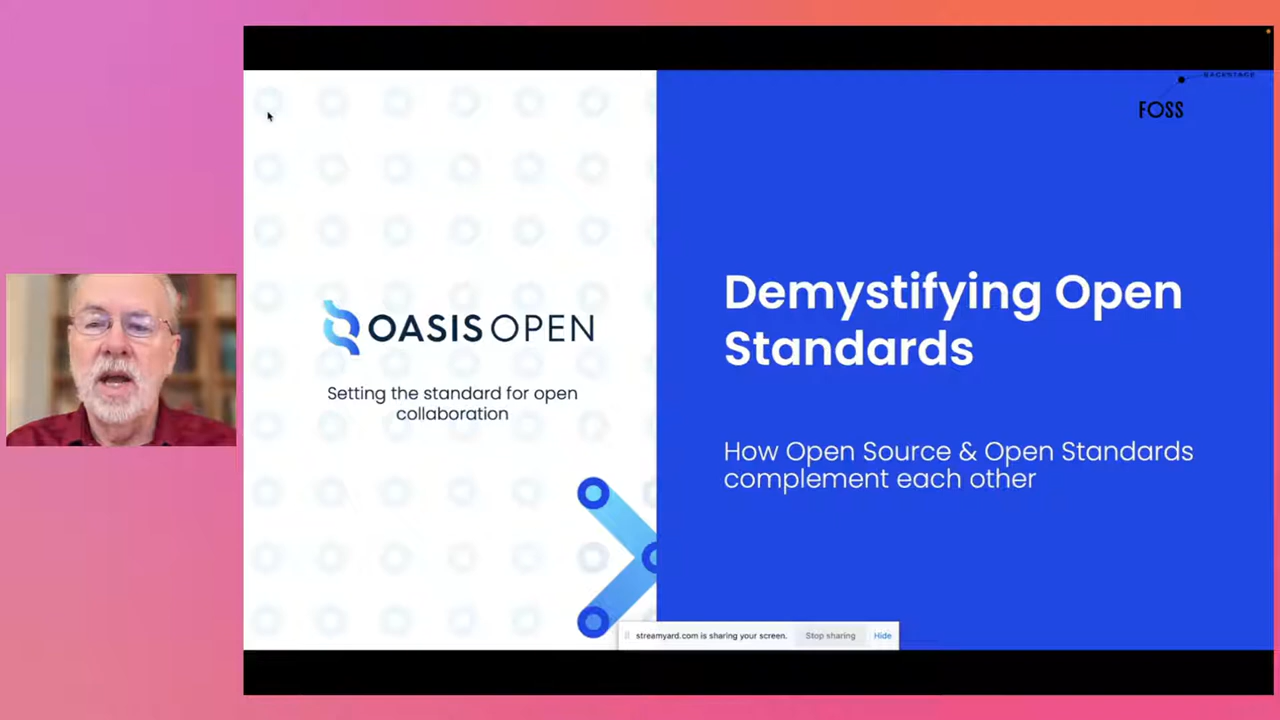 BACKSTAGE
FOSS
OASIS OPEN
Setting the standard for open
collaboration
Demystifying Open
Standards
How Open Source & Open Standards
complement each other
streamyard.com is sharing your screen.
Stop sharing
Hide